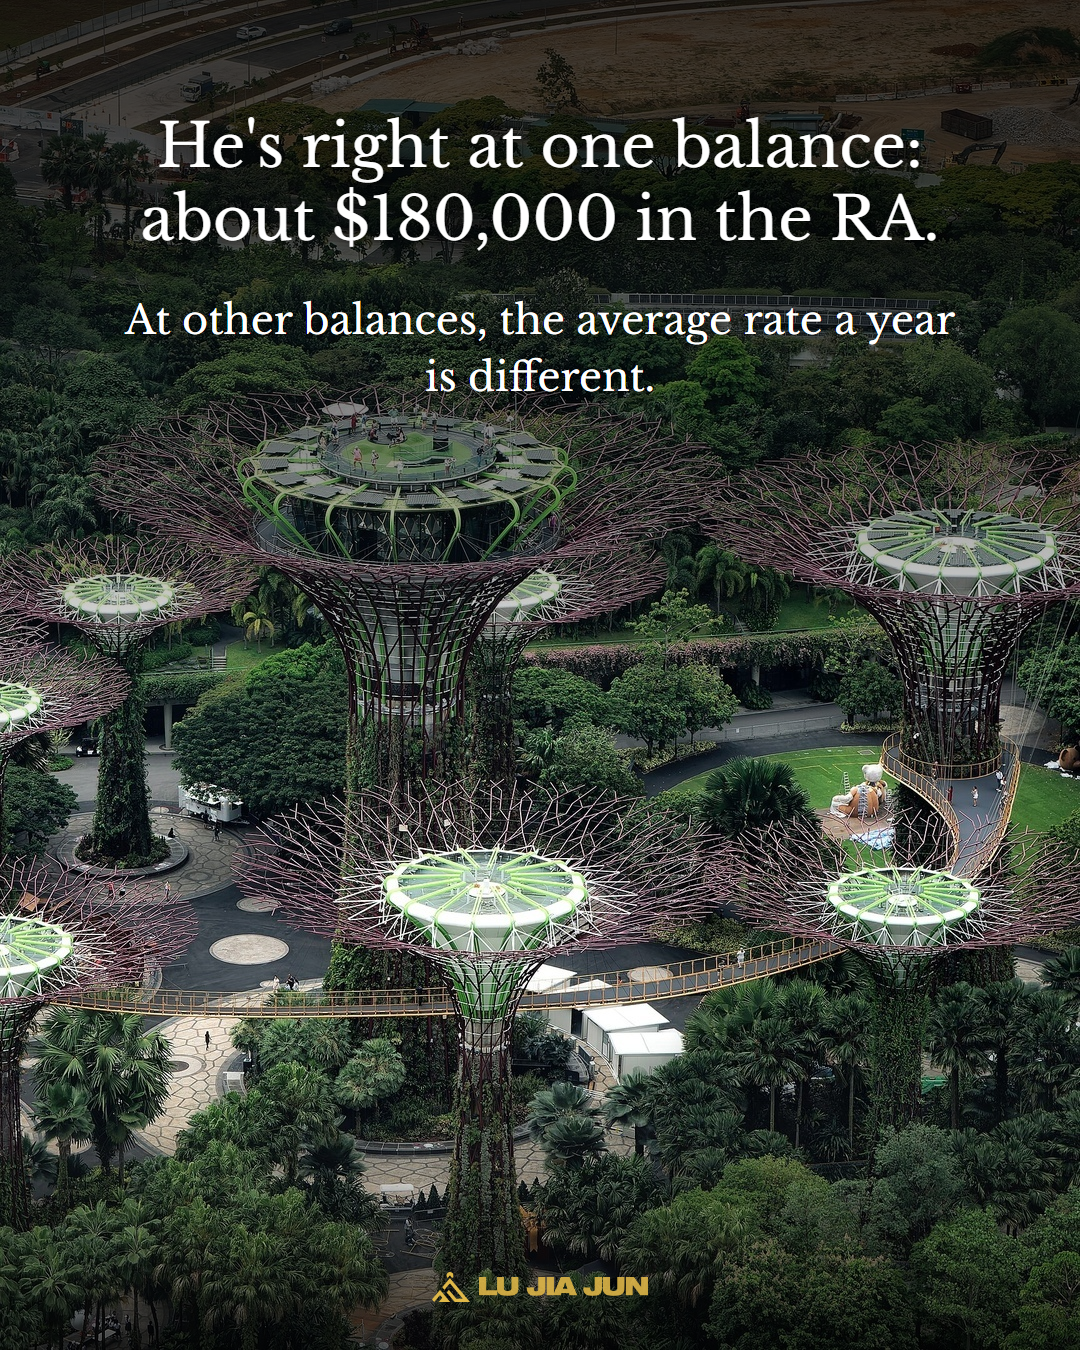 He's right at one balance:
about $180,000 in the RA.
At other balances, the average rate a year
is different.
LU JIA JUN